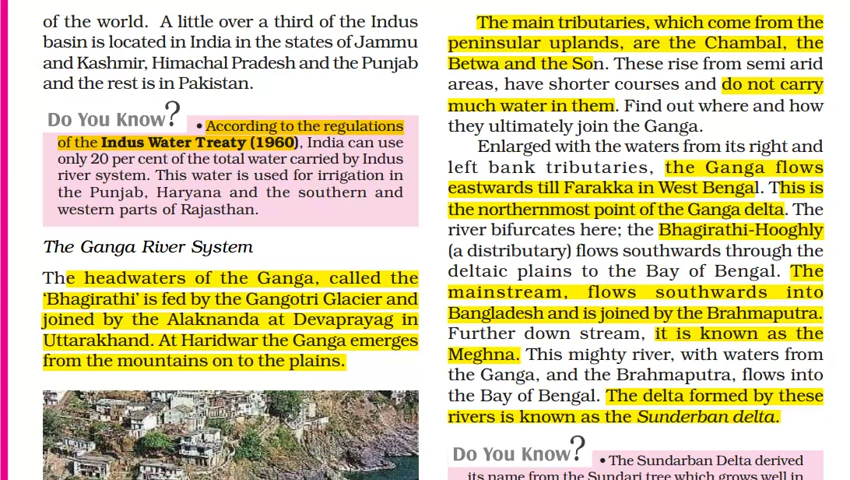 of the world. A little over a third of the Indus
basin is located in India in the states of Jammu
and Kashmir, Himachal Pradesh and the Punjab
and the rest is in Pakistan.
Do You Know?
• According to the regulations
of the Indus Water Treaty (1960), India can use
only 20 per cent of the total water carried by Indus
river system. This water is used for irrigation in
the Punjab, Haryana and the southern and
western parts of Rajasthan.
The Ganga River System
The headwaters of the Ganga, called the
‘Bhagirathi’ is fed by the Gangotri Glacier and
joined by the Alaknanda at Devaprayag in
Uttarakhand. At Haridwar the Ganga emerges
from the mountains on to the plains.
The main tributaries, which come from the
peninsular uplands, are the Chambal, the
Betwa and the Son. These rise from semi arid
areas, have shorter courses and do not carry
much water in them. Find out where and how
they ultimately join the Ganga.
Enlarged with the waters from its right and
left bank tributaries, the Ganga flows
eastwards till Farakka in West Bengal. This is
the northernmost point of the Ganga delta. The
river bifurcates here; the Bhagirathi-Hooghly
(a distributary) flows southwards through the
deltaic plains to the Bay of Bengal. The
mainstream, flows southwards into
Bangladesh and is joined by the Brahmaputra.
Further down stream, it is known as the
Meghna. This mighty river, with waters from
the Ganga, and the Brahmaputra, flows into
the Bay of Bengal. The delta formed by these
rivers is known as the Sunderban delta.
Do You Know?
• The Sundarban Delta derived
its name from the Sundari tree which grows well in